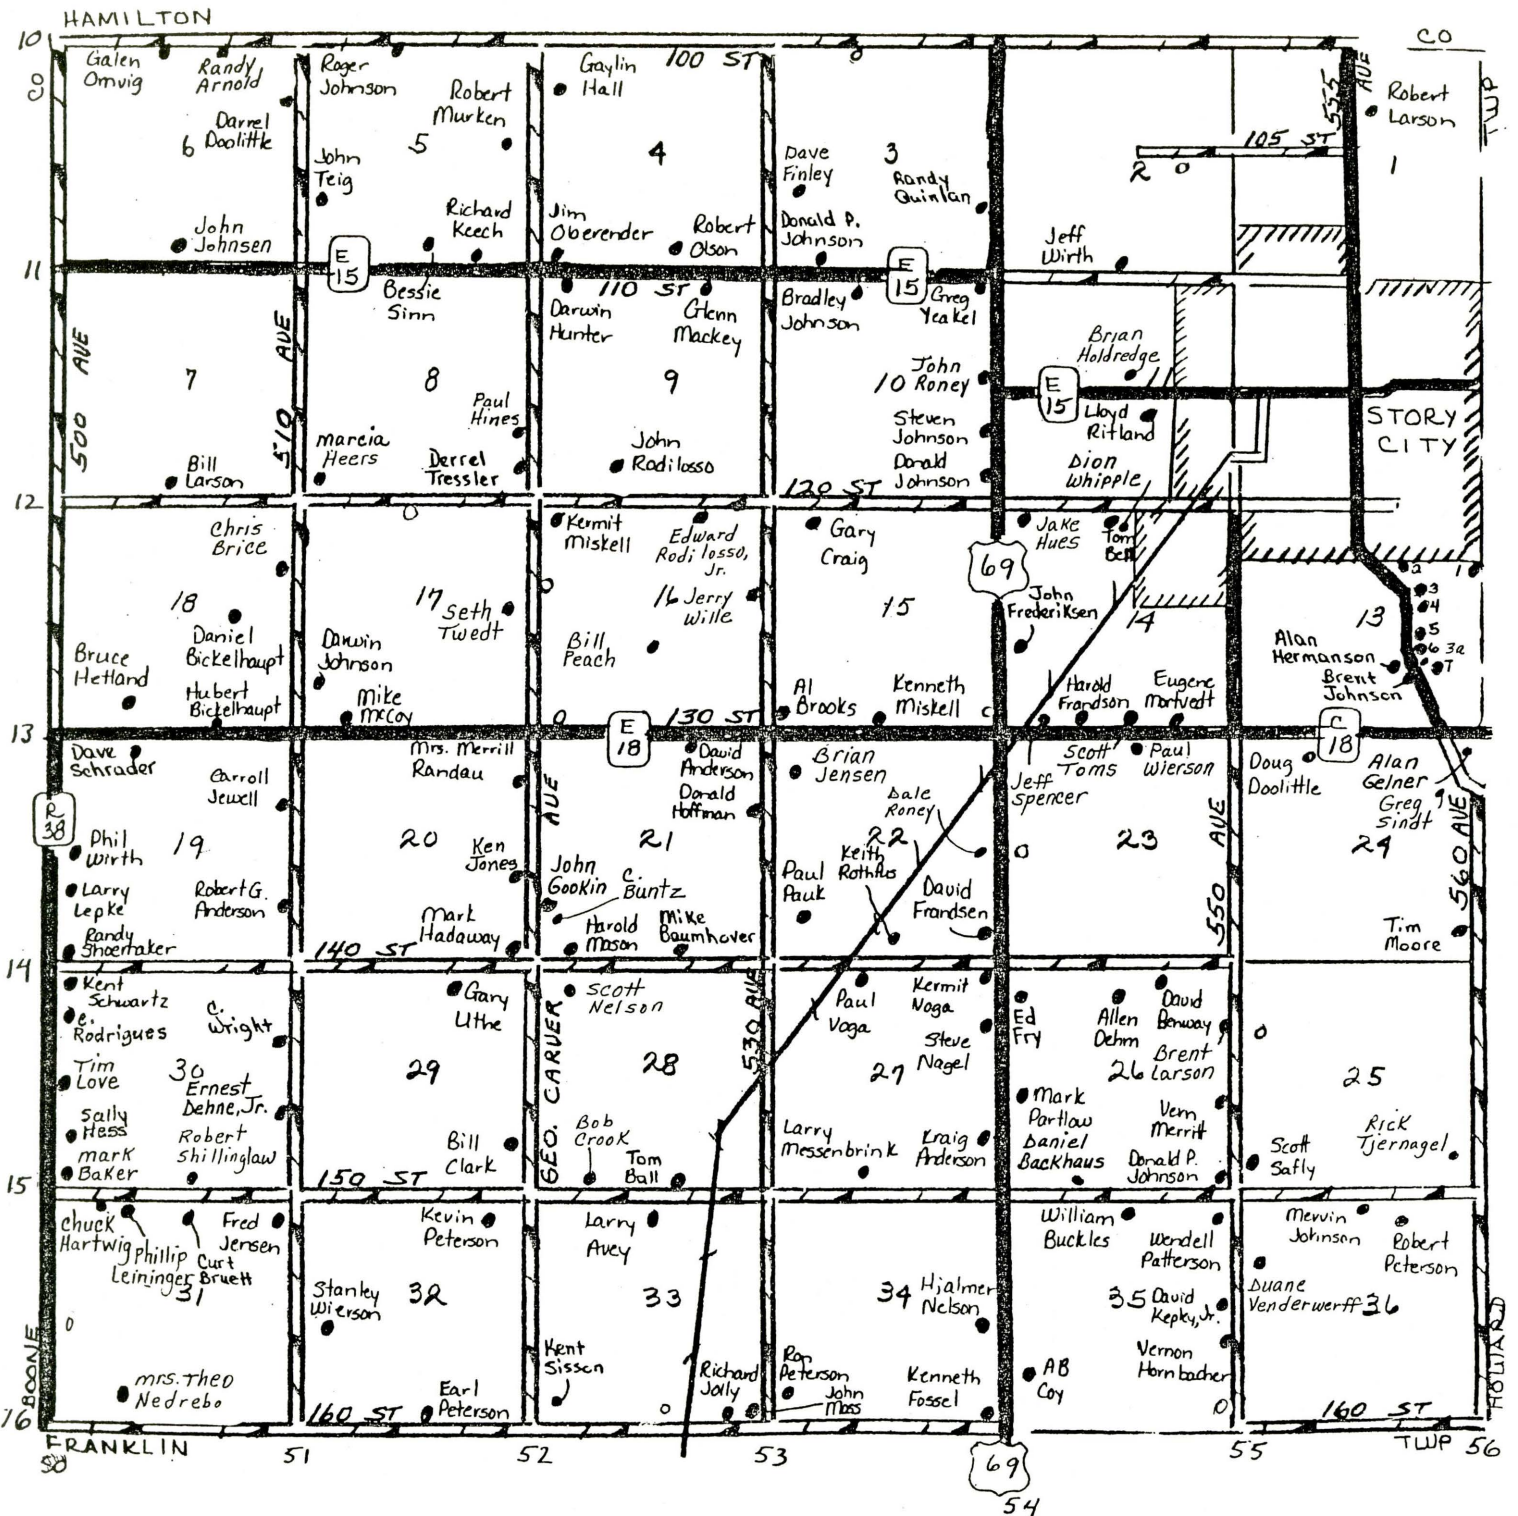 HAMILTON
CO
10
CO
TWP
Galen
Omvig
Randy
Arnold
Darrel
Doolittle
6
Roger
Johnson
Robert
Murken
5
John
Teig
Gaylin
Hall
100 ST
4
Dave
Finley
3
Randy
Quinlan
105 ST
2
555 AVE
Robert
Larson
1
John
Johnsen
Richard
Keech
Jim
Oberender
Robert
Olson
Donald P.
Johnson
Jeff
Wirth
11
E
15
E
15
Bessie
Sinn
110 ST
Darwin
Hunter
Glenn
Mackey
Bradley
Johnson
Greg
Yeakel
500 AVE
510 AVE
7
8
9
10
John
Roney
Brian
Holdredge
E
15
Lloyd
Ritland
STORY
CITY
Paul
Hines
Steven
Johnson
Bill
Larson
Marcia
Heers
Derrel
Tressler
John
Rodilosso
Donald
Johnson
Dion
Whipple
12
120 ST
Chris
Brice
Kermit
Miskell
Edward
Rodilosso,
Jr.
Gary
Craig
69
Jake
Hues
Tom
Bell
18
Daniel
Bickelhaupt
17
Seth
Twedt
16
Jerry
Wille
15
John
Frederiksen
14
13
2
1
3
4
5
6
3a
7
Bruce
Hetland
Hubert
Bickelhaupt
Darwin
Johnson
Mike
McCoy
Bill
Peach
Al
Brooks
Kenneth
Miskell
Harold
Frandson
Eugene
Mortvedt
Alan
Hermanson
Brent
Johnson
13
E
18
130 ST
C
18
Dave
Schrader
Mrs. Merrill
Randau
David
Anderson
Brian
Jensen
Jeff
Spencer
Scott
Toms
Paul
Wierson
Doug
Doolittle
Alan
Gelner
Greg
Sindt
R
38
Carroll
Jewell
AVE
Donald
Hoffman
Dale
Roney
550 AVE
560 AVE
Phil
Wirth
19
20
Ken
Jones
21
22
Keith
Rothfus
23
24
Larry
Lepke
Robert G.
Anderson
John
Gookin
C.
Buntz
Paul
Pauk
David
Frandsen
Randy
Shoemaker
Mark
Hadaway
Harold
Mason
Mike
Baumhover
Tim
Moore
140 ST
14
Kent
Schwartz
Gary
Uthe
Scott
Nelson
530 AVE
Paul
Voga
Kermit
Voga
Ed
Fry
Allen
Dehm
David
Benway
e.
Rodrigues
C.
Wright
GEO. CARVER
Steve
Nagel
Brent
Larson
Tim
Love
30
Ernest
Dehne, Jr.
29
28
27
26
25
Sally
Hess
Robert
Shillinglaw
Bob
Crook
Larry
Messenbrink
Kraig
Anderson
Mark
Partlow
Daniel
Backhaus
Vern
Merritt
Rick
Tjernagel
Mark
Baker
Bill
Clark
Tom
Ball
Donald P.
Johnson
Scott
Safly
15
150 ST
Chuck
Hartwig
Phillip
Leininger
Curt
Bruett
Fred
Jensen
Kevin
Peterson
Larry
Avey
William
Buckles
Wendell
Patterson
Mervin
Johnson
Robert
Peterson
31
Stanley
Wierson
32
33
34
Hjalmer
Nelson
35
David
Kepky, Jr.
Duane
Venderwerff
36
BOONE
HOWARD
Mrs. Theo
Nedrebo
Earl
Peterson
Kent
Sisson
Richard
Jolly
Ron
Peterson
John
Moss
Kenneth
Fossel
AB
Coy
Vernon
Hornbacher
16
160 ST
160 ST
FRANKLIN
TWP
50
51
52
53
69
54
55
56